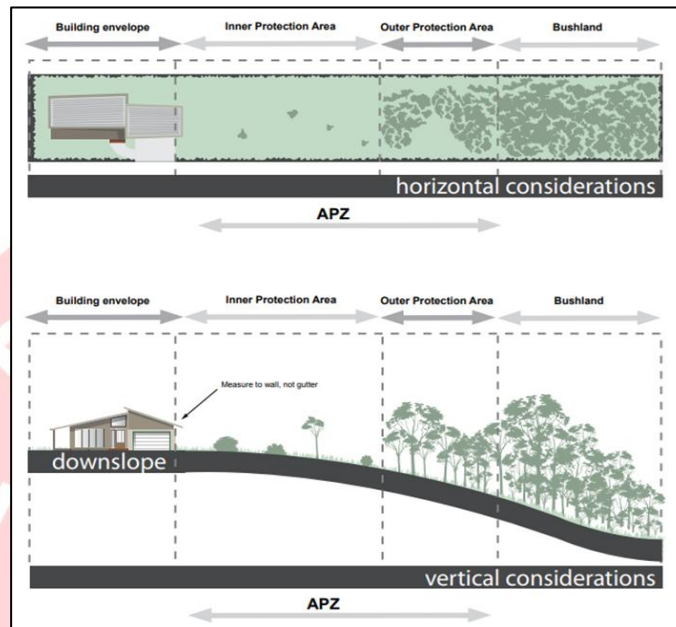 Building envelope Inner Protection Area Outer Protection Area Bushland
horizontal considerations
APZ
Building envelope Inner Protection Area Outer Protection Area Bushland
Measure to wall, not gutter
downslope
vertical considerations
APZ